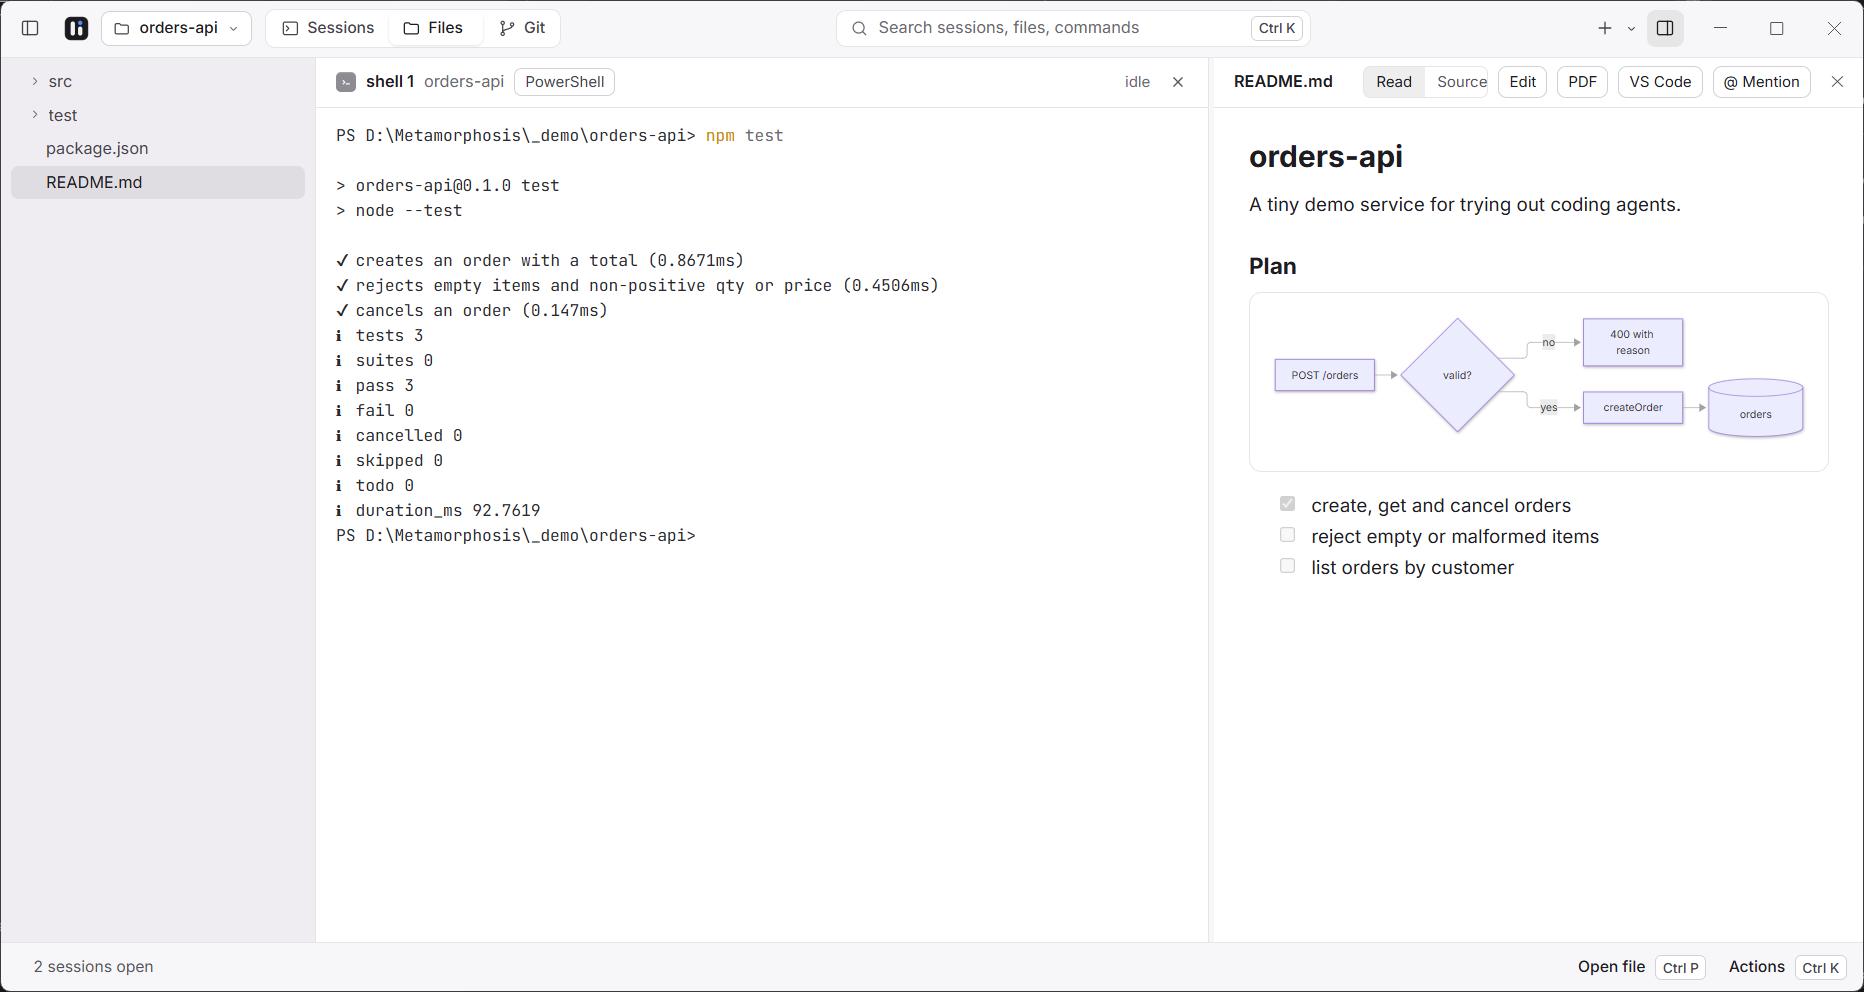 orders-api
Sessions
Files
Git
Search sessions, files, commands
Ctrl K
src
test
package.json
README.md
shell 1 orders-api PowerShell
idle
PS D:\Metamorphosis\_demo\orders-api> npm test
> orders-api@0.1.0 test
> node --test
✓ creates an order with a total (0.8671ms)
✓ rejects empty items and non-positive qty or price (0.4506ms)
✓ cancels an order (0.147ms)
ℹ tests 3
ℹ suites 0
ℹ pass 3
ℹ fail 0
ℹ cancelled 0
ℹ skipped 0
ℹ todo 0
ℹ duration_ms 92.7619
PS D:\Metamorphosis\_demo\orders-api>
README.md
Read
Source
Edit
PDF
VS Code
@ Mention
orders-api
A tiny demo service for trying out coding agents.
Plan
POST /orders
valid?
no
400 with
reason
yes
createOrder
orders
create, get and cancel orders
reject empty or malformed items
list orders by customer
2 sessions open
Open file Ctrl P
Actions Ctrl K